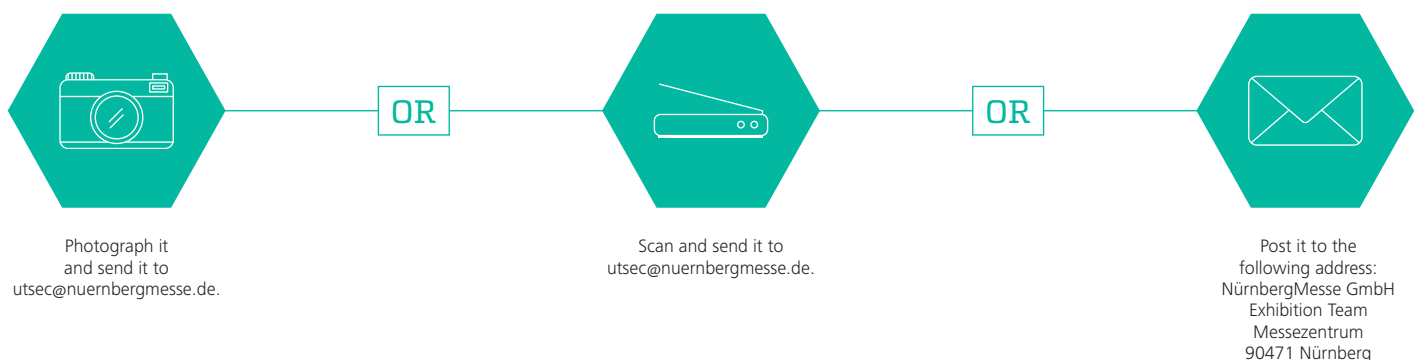 OR
OR
Photograph it
and send it to
utsec@nuernbergmesse.de.
Scan and send it to
utsec@nuernbergmesse.de.
Post it to the
following address:
NürnbergMesse GmbH
Exhibition Team
Messezentrum
90471 Nürnberg